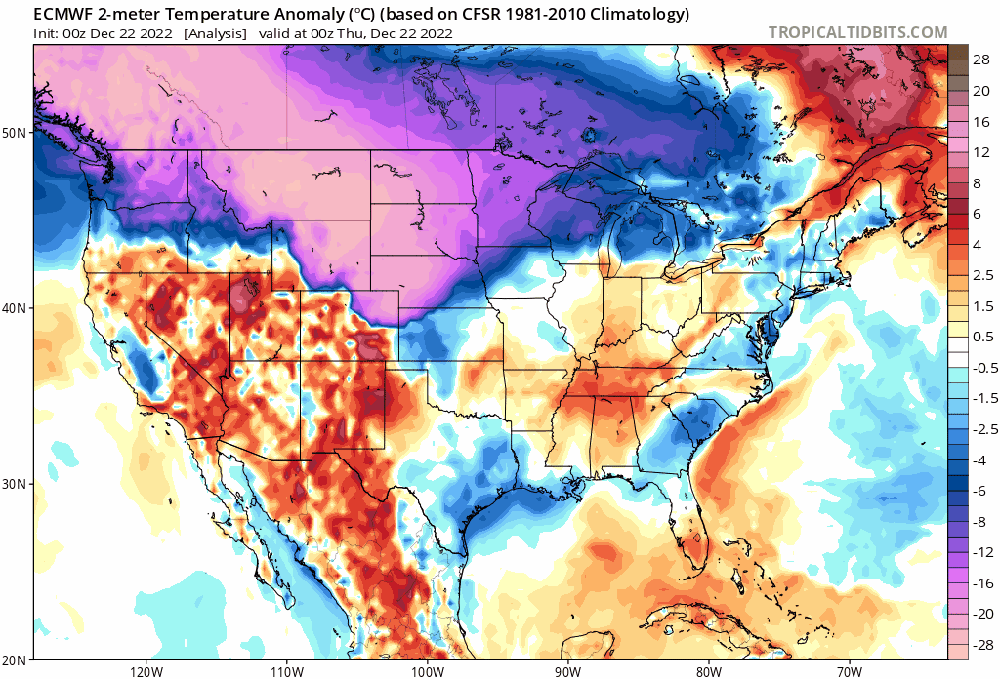 ECMWF 2-meter Temperature Anomaly (°C) (based on CFSR 1981-2010 Climatology)
Init: 00z Dec 22 2022 [Analysis] valid at 00z Thu, Dec 22 2022
TROPICALTIDBITS.COM
28
20
16
12
8
6
4
2.5
1.5
0.5
-0.5
-1.5
-2.5
-4
-6
-8
-12
-16
-20
-28
50N
40N
30N
20N
120W
110W
100W
90W
80W
70W